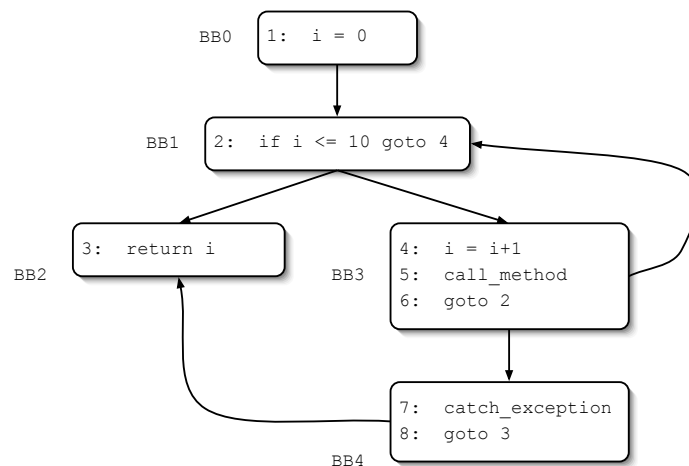 BB0
1:  i = 0
BB1
2:  if i <= 10 goto 4
BB2
3:  return i
BB3
4:  i = i+1
5:  call_method
6:  goto 2
7:  catch_exception
8:  goto 3
BB4